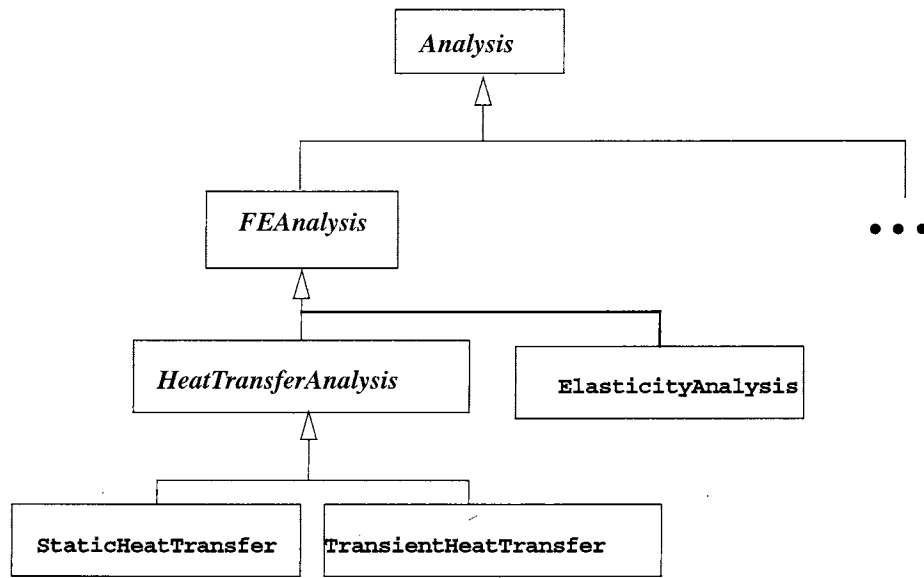 Analysis
FEAnalysis
HeatTransferAnalysis
ElasticityAnalysis
StaticHeatTransfer
TransientHeatTransfer